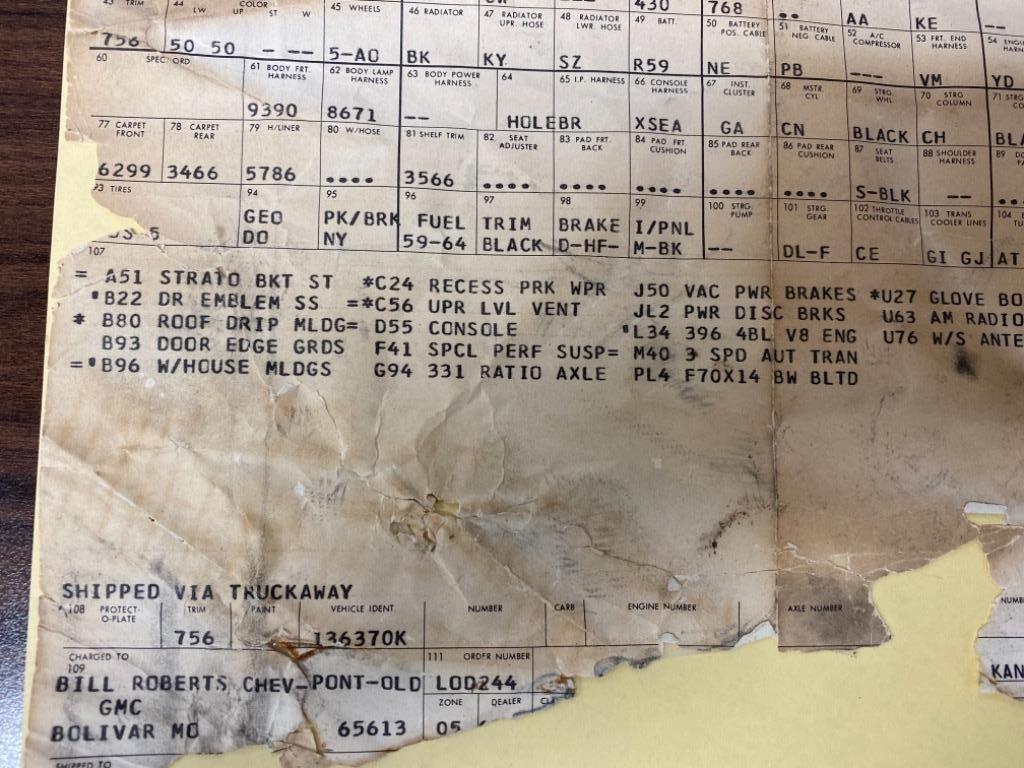 430 768 AA KE --
43 TRIM 44 COLOR LW UP ST W 45 WHEELS 46 RADIATOR 47 RADIATOR UPR. HOSE 48 RADIATOR LWR. HOSE 49 BATT. 50 BATTERY POS. CABLE 51 BATTERY NEG. CABLE 52 A/C COMPRESSOR 53 FRT. END HARNESS
756 50 50 - -- 5-AO BK KY SZ R59 NE PB --- VM YD
60 SPEC ORD 61 BODY FRT. HARNESS 62 BODY LAMP HARNESS 63 BODY POWER HARNESS 64 65 I.P. HARNESS 66 CONSOLE HARNESS 67 INST. CLUSTER 68 MSTR. CYL 69 STRG. WHL 70 STRG COLUMN 71
9390 8671 -- HOLEBR XSEA GA CN BLACK CH
77 CARPET FRONT 78 CARPET REAR 79 H/LINER 80 W/HOSE 81 SHELF TRIM 82 SEAT ADJUSTER 83 PAD FRT. BACK 84 PAD FRT CUSHION 85 PAD REAR BACK 86 PAD REAR CUSHION 87 SEAT BELTS 88 SHOULDER HARNESS
6299 3466 5786 •••• 3566 •••• •••• •••• •••• •••• S-BLK --
93 TIRES 94 95 96 97 98 99 100 STRG. PUMP 101 STRG. GEAR 102 THROTTLE CONTROL CABLES 103 TRANS COOLER LINES 104
GEO PK/BRK FUEL TRIM BRAKE I/PNL
DO NY 59-64 BLACK D-HF- M-BK -- DL-F CE GI GJ AT
107
= A51 STRATO BKT ST *C24 RECESS PRK WPR J50 VAC PWR BRAKES *U27 GLOVE BO
*B22 DR EMBLEM SS =*C56 UPR LVL VENT JL2 PWR DISC BRKS U63 AM RADIO
* B80 ROOF DRIP MLDG= D55 CONSOLE *L34 396 4BL V8 ENG U76 W/S ANTE
B93 DOOR EDGE GRDS F41 SPCL PERF SUSP= M40 3 SPD AUT TRAN
=*B96 W/HOUSE MLDGS G94 331 RATIO AXLE PL4 F70X14 BW BLTD
SHIPPED VIA TRUCKAWAY
*108 PROTECT-O-PLATE TRIM PAINT VEHICLE IDENT NUMBER CARB ENGINE NUMBER AXLE NUMBER
756 136370K
CHARGED TO 111 ORDER NUMBER
109
BILL ROBERTS CHEV-PONT-OLD LOD244 KAN
GMC ZONE DEALER
BOLIVAR MO 65613 05
SHIPPED TO